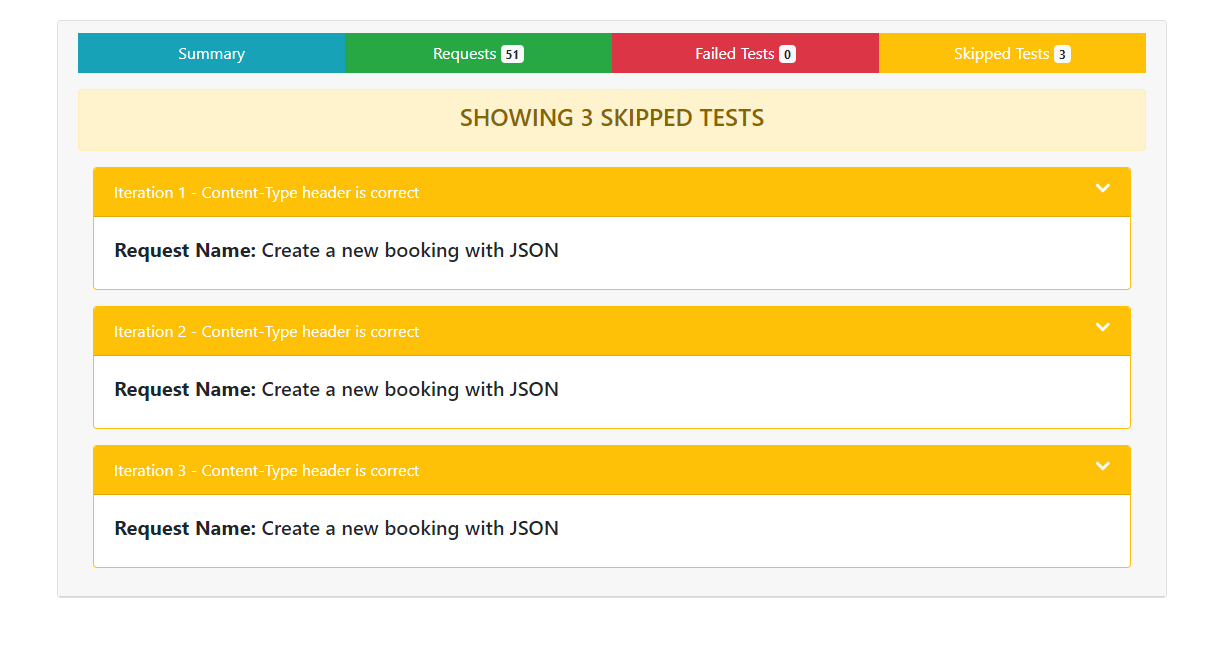 Summary Requests 51 Failed Tests 0 Skipped Tests 3
SHOWING 3 SKIPPED TESTS
Iteration 1 - Content-Type header is correct
Request Name: Create a new booking with JSON
Iteration 2 - Content-Type header is correct
Request Name: Create a new booking with JSON
Iteration 3 - Content-Type header is correct
Request Name: Create a new booking with JSON